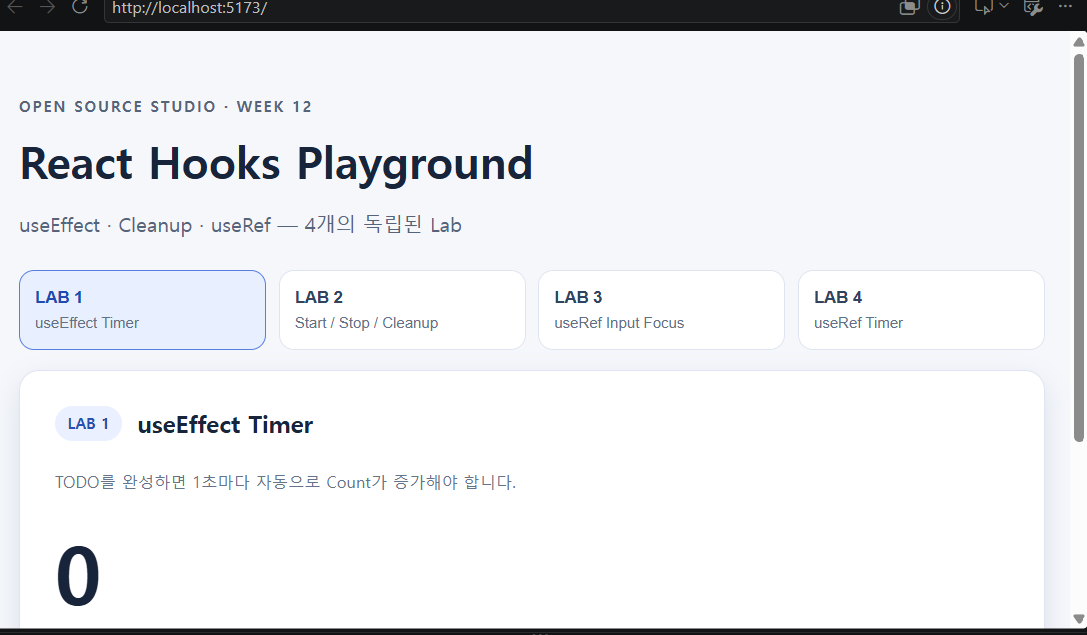 http://localhost:5173/
OPEN SOURCE STUDIO · WEEK 12
React Hooks Playground
useEffect · Cleanup · useRef — 4개의 독립된 Lab
LAB 1
useEffect Timer
LAB 2
Start / Stop / Cleanup
LAB 3
useRef Input Focus
LAB 4
useRef Timer
LAB 1
useEffect Timer
TODO를 완성하면 1초마다 자동으로 Count가 증가해야 합니다.
0